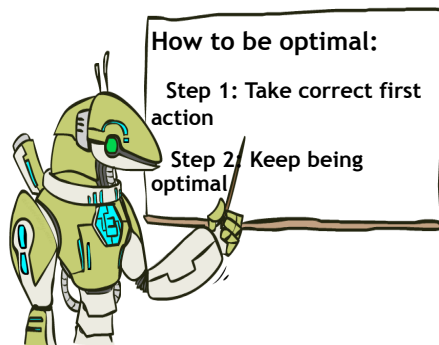 How to be optimal:
Step 1: Take correct first
action
Step 2: Keep being
optimal